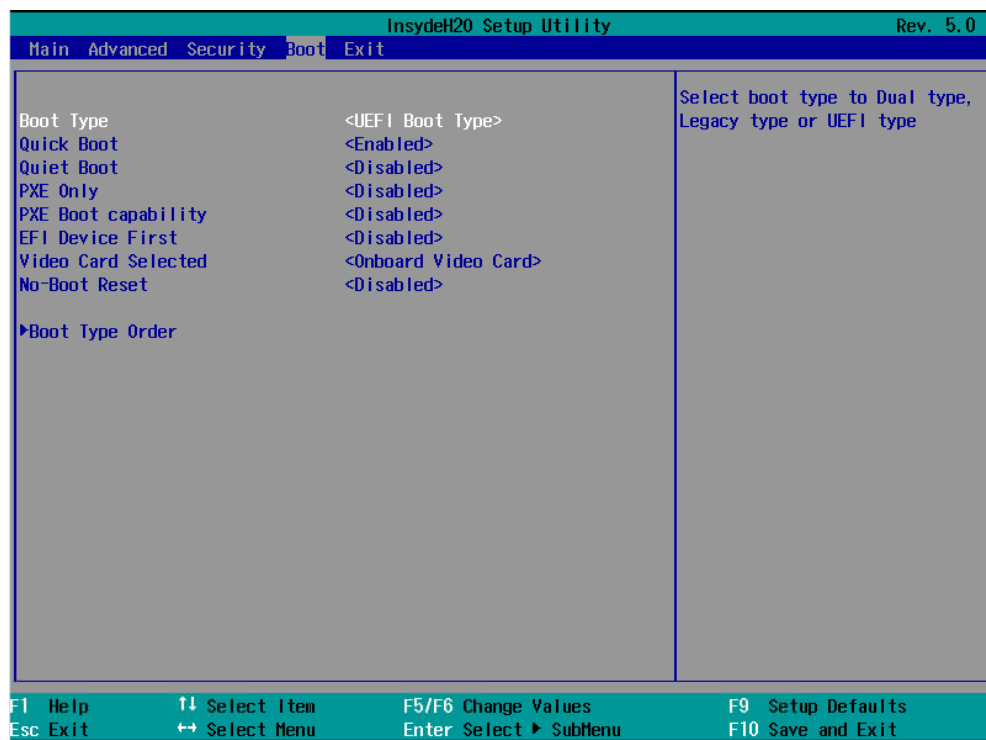 InsydeH20 Setup Utility Rev. 5.0
Main Advanced Security Boot Exit
Select boot type to Dual type,
Legacy type or UEFI type
Boot Type <UEFI Boot Type>
Quick Boot <Enabled>
Quiet Boot <Disabled>
PXE Only <Disabled>
PXE Boot capability <Disabled>
EFI Device First <Disabled>
Video Card Selected <Onboard Video Card>
No-Boot Reset <Disabled>
▶Boot Type Order
F1 Help ↑↓ Select Item F5/F6 Change Values F9 Setup Defaults
Esc Exit ↔ Select Menu Enter Select ▶ SubMenu F10 Save and Exit